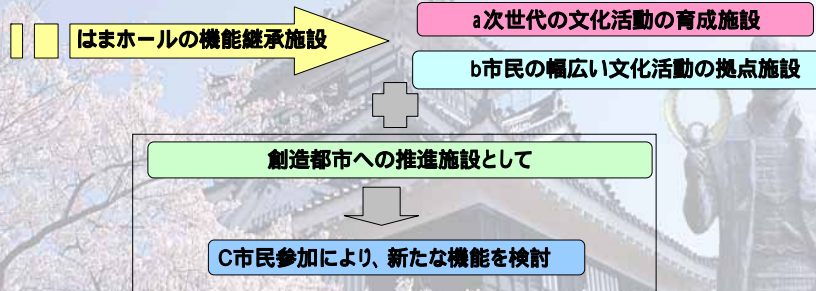 はまホールの機能継承施設
a次世代の文化活動の育成施設
b市民の幅広い文化活動の拠点施設
創造都市への推進施設として
C市民参加により、新たな機能を検討